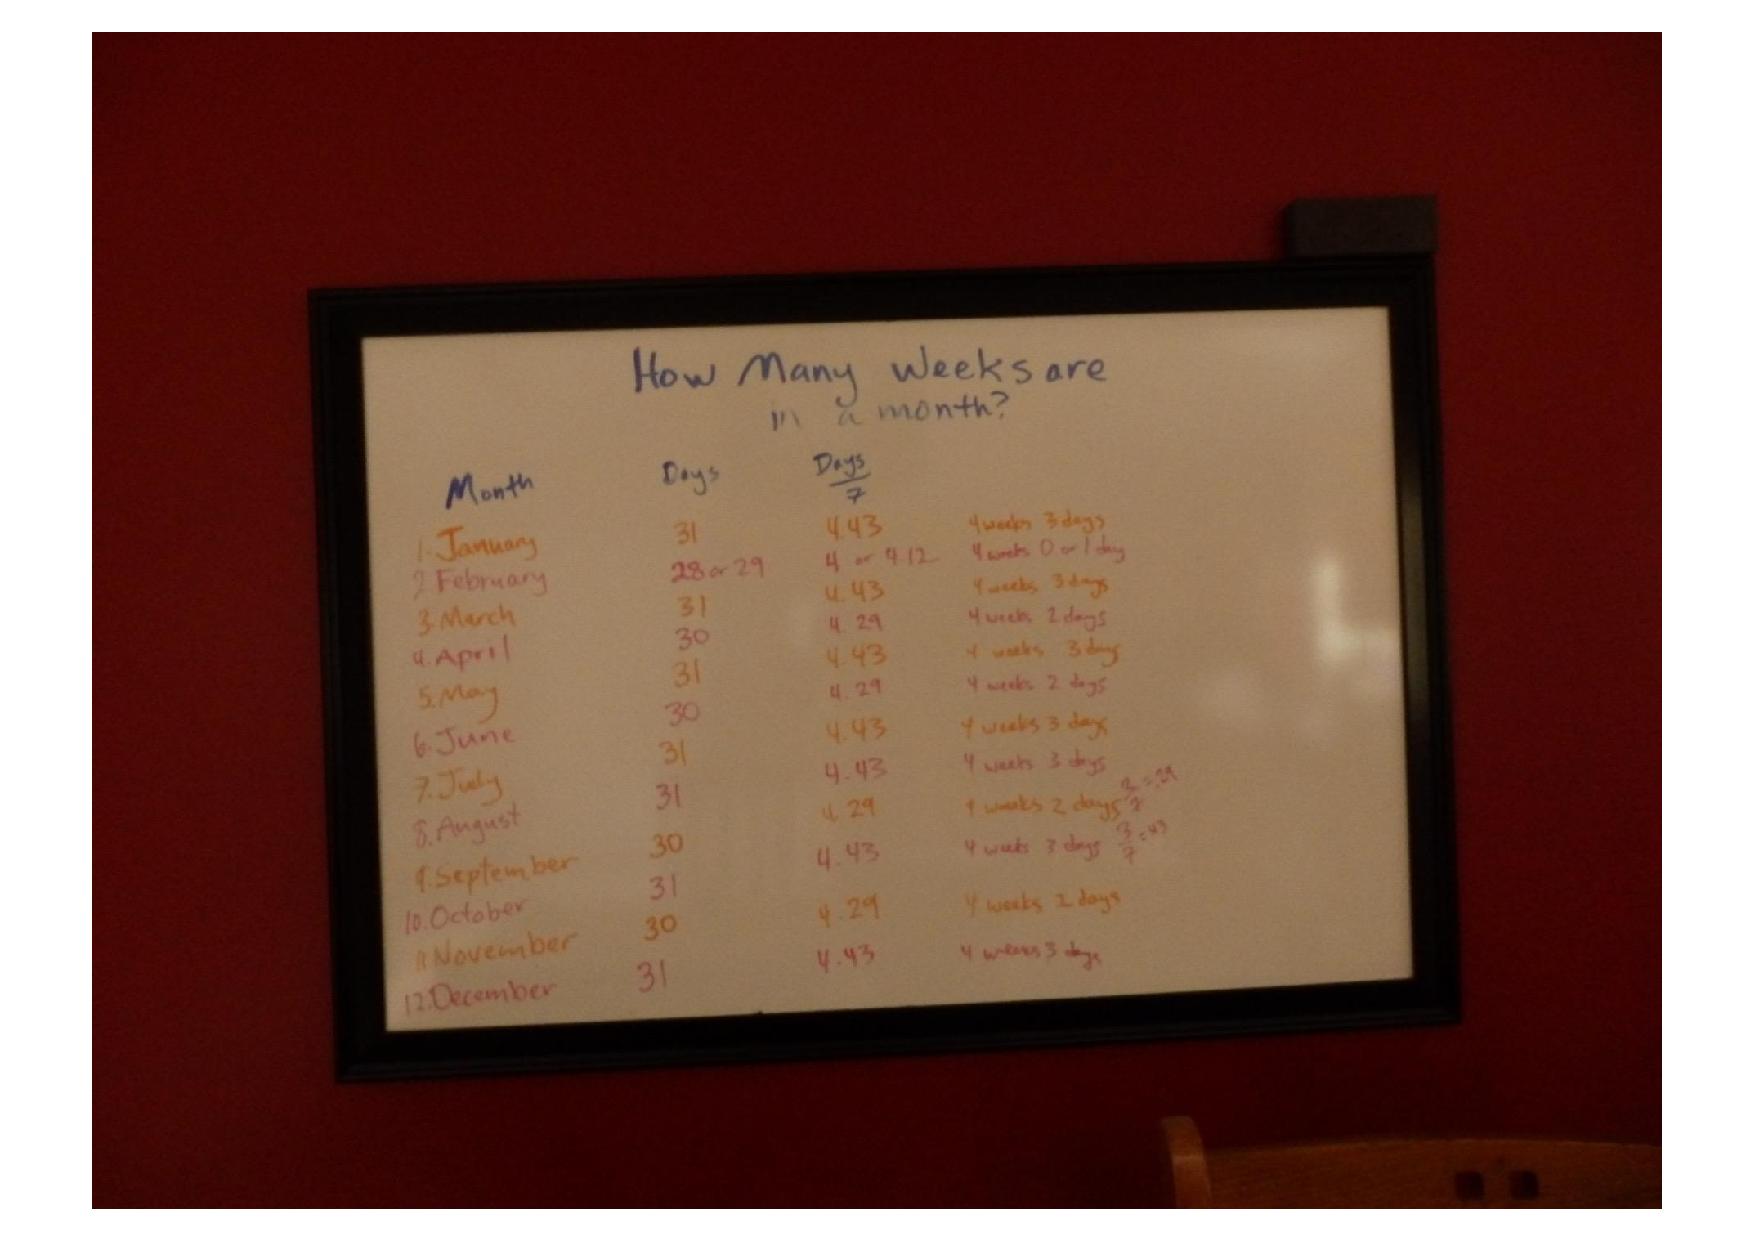 How Many Weeks are
in a month?
Month Days Days/7
1. January 31 4.43 4 weeks 3 days
2. February 28 or 29 4 or 4.12 4 weeks 0 or 1 day
3. March 31 4.43 4 weeks 3 days
4. April 30 4.29 4 weeks 2 days
5. May 31 4.43 4 weeks 3 days
6. June 30 4.29 4 weeks 2 days
7. July 31 4.43 4 weeks 3 days
8. August 31 4.43 4 weeks 3 days
9. September 30 4.29 4 weeks 2 days
10. October 31 4.43 4 weeks 3 days 3/7=.43
11. November 30 4.29 4 weeks 2 days
12. December 31 4.43 4 weeks 3 days